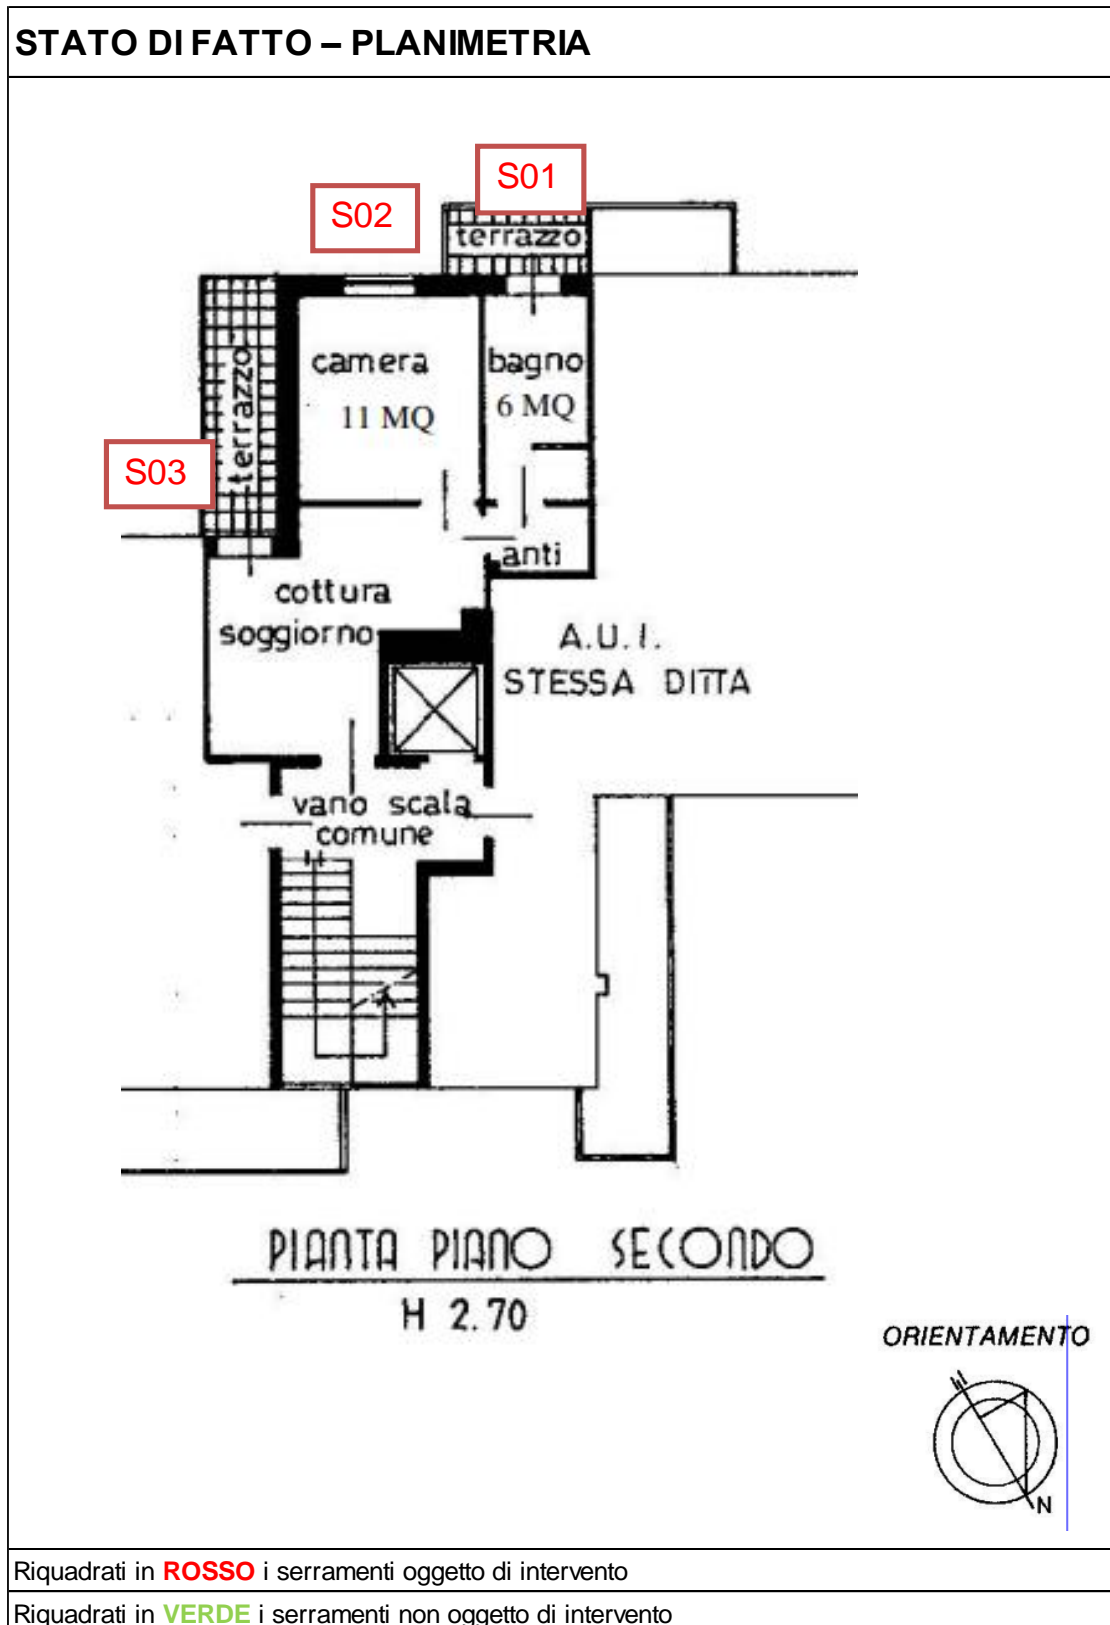 STATO DI FATTO – PLANIMETRIA
S01
S02
terrazzo
camera
bagno
11 MQ
6 MQ
terrazzo
S03
anti
cottura
soggiorno
A.U.I.
STESSA DITTA
vano scala
comune
PIANTA PIANO SECONDO
H 2.70
ORIENTAMENTO
N
Riquadrati in ROSSO i serramenti oggetto di intervento
Riquadrati in VERDE i serramenti non oggetto di intervento